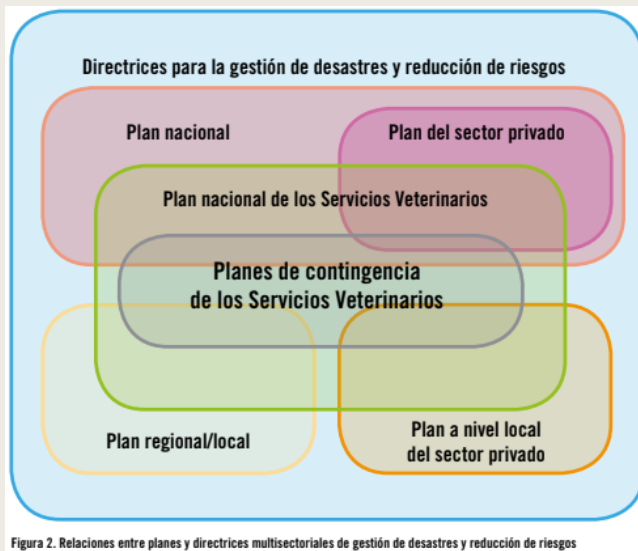 Directrices para la gestión de desastres y reducción de riesgos
Plan nacional
Plan del sector privado
Plan nacional de los Servicios Veterinarios
Planes de contingencia
de los Servicios Veterinarios
Plan regional/local
Plan a nivel local
del sector privado
Figura 2. Relaciones entre planes y directrices multisectoriales de gestión de desastres y reducción de riesgos